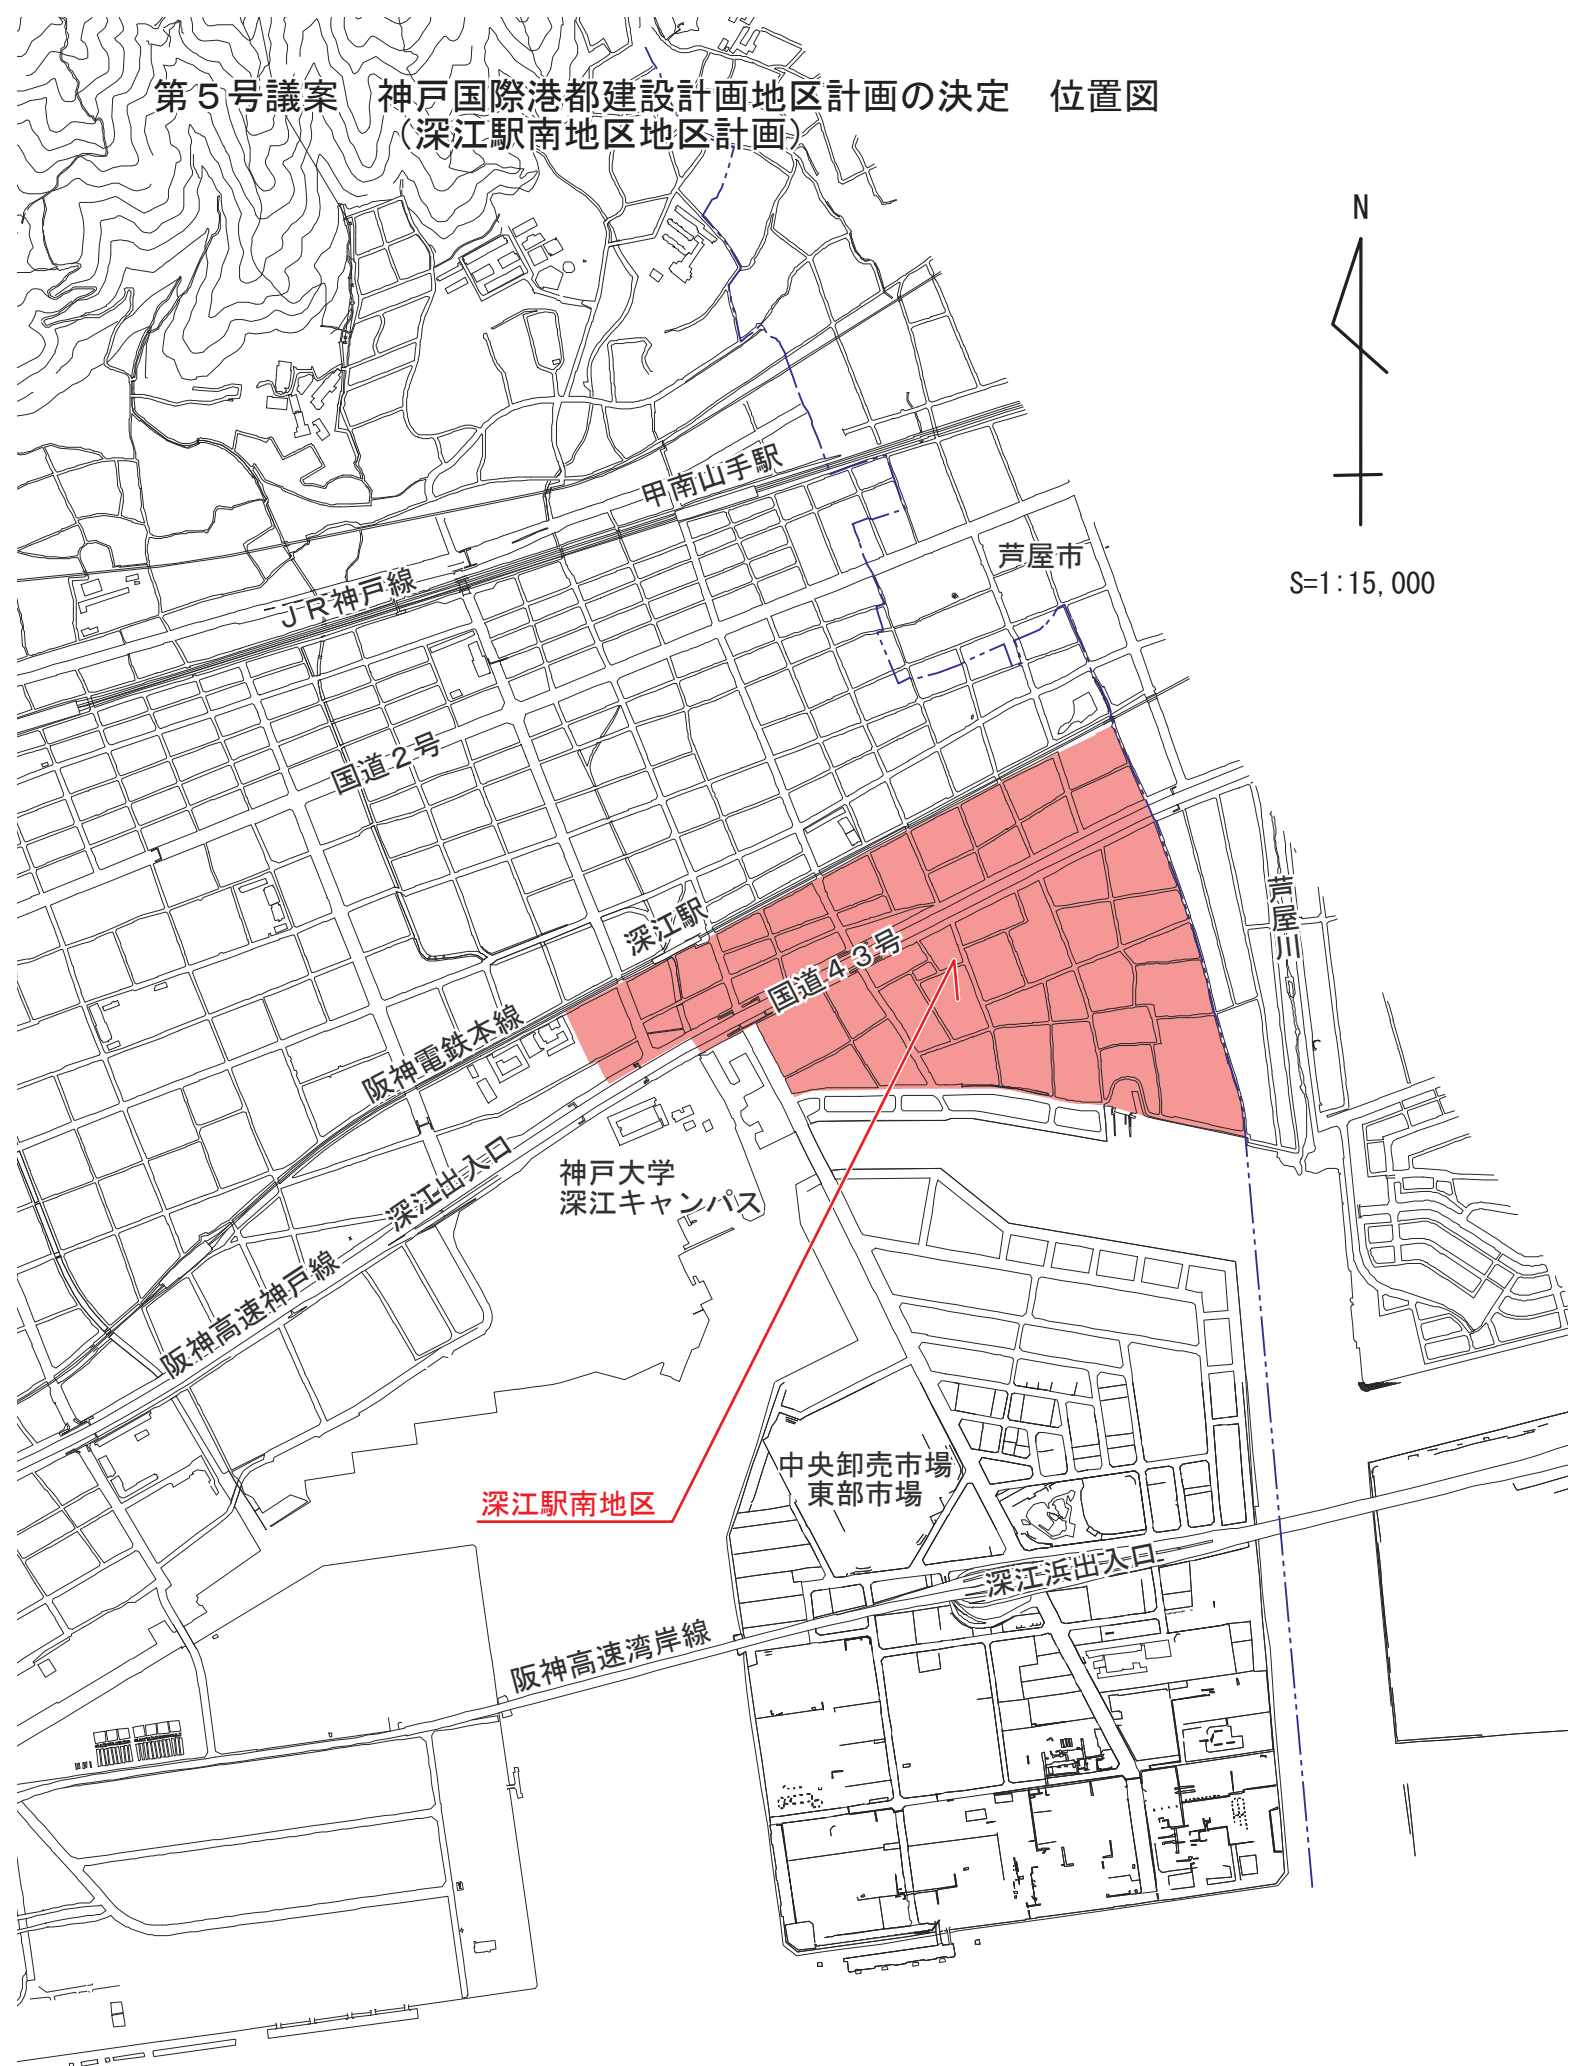 第５号議案　神戸国際港都建設計画地区計画の決定　位置図
（深江駅南地区地区計画）
N
S=1:15,000
甲南山手駅
芦屋市
ＪＲ神戸線
国道２号
芦屋川
深江駅
国道４３号
阪神電鉄本線
深江出入口
神戸大学
深江キャンパス
阪神高速神戸線
中央卸売市場
東部市場
深江駅南地区
深江浜出入口
阪神高速湾岸線